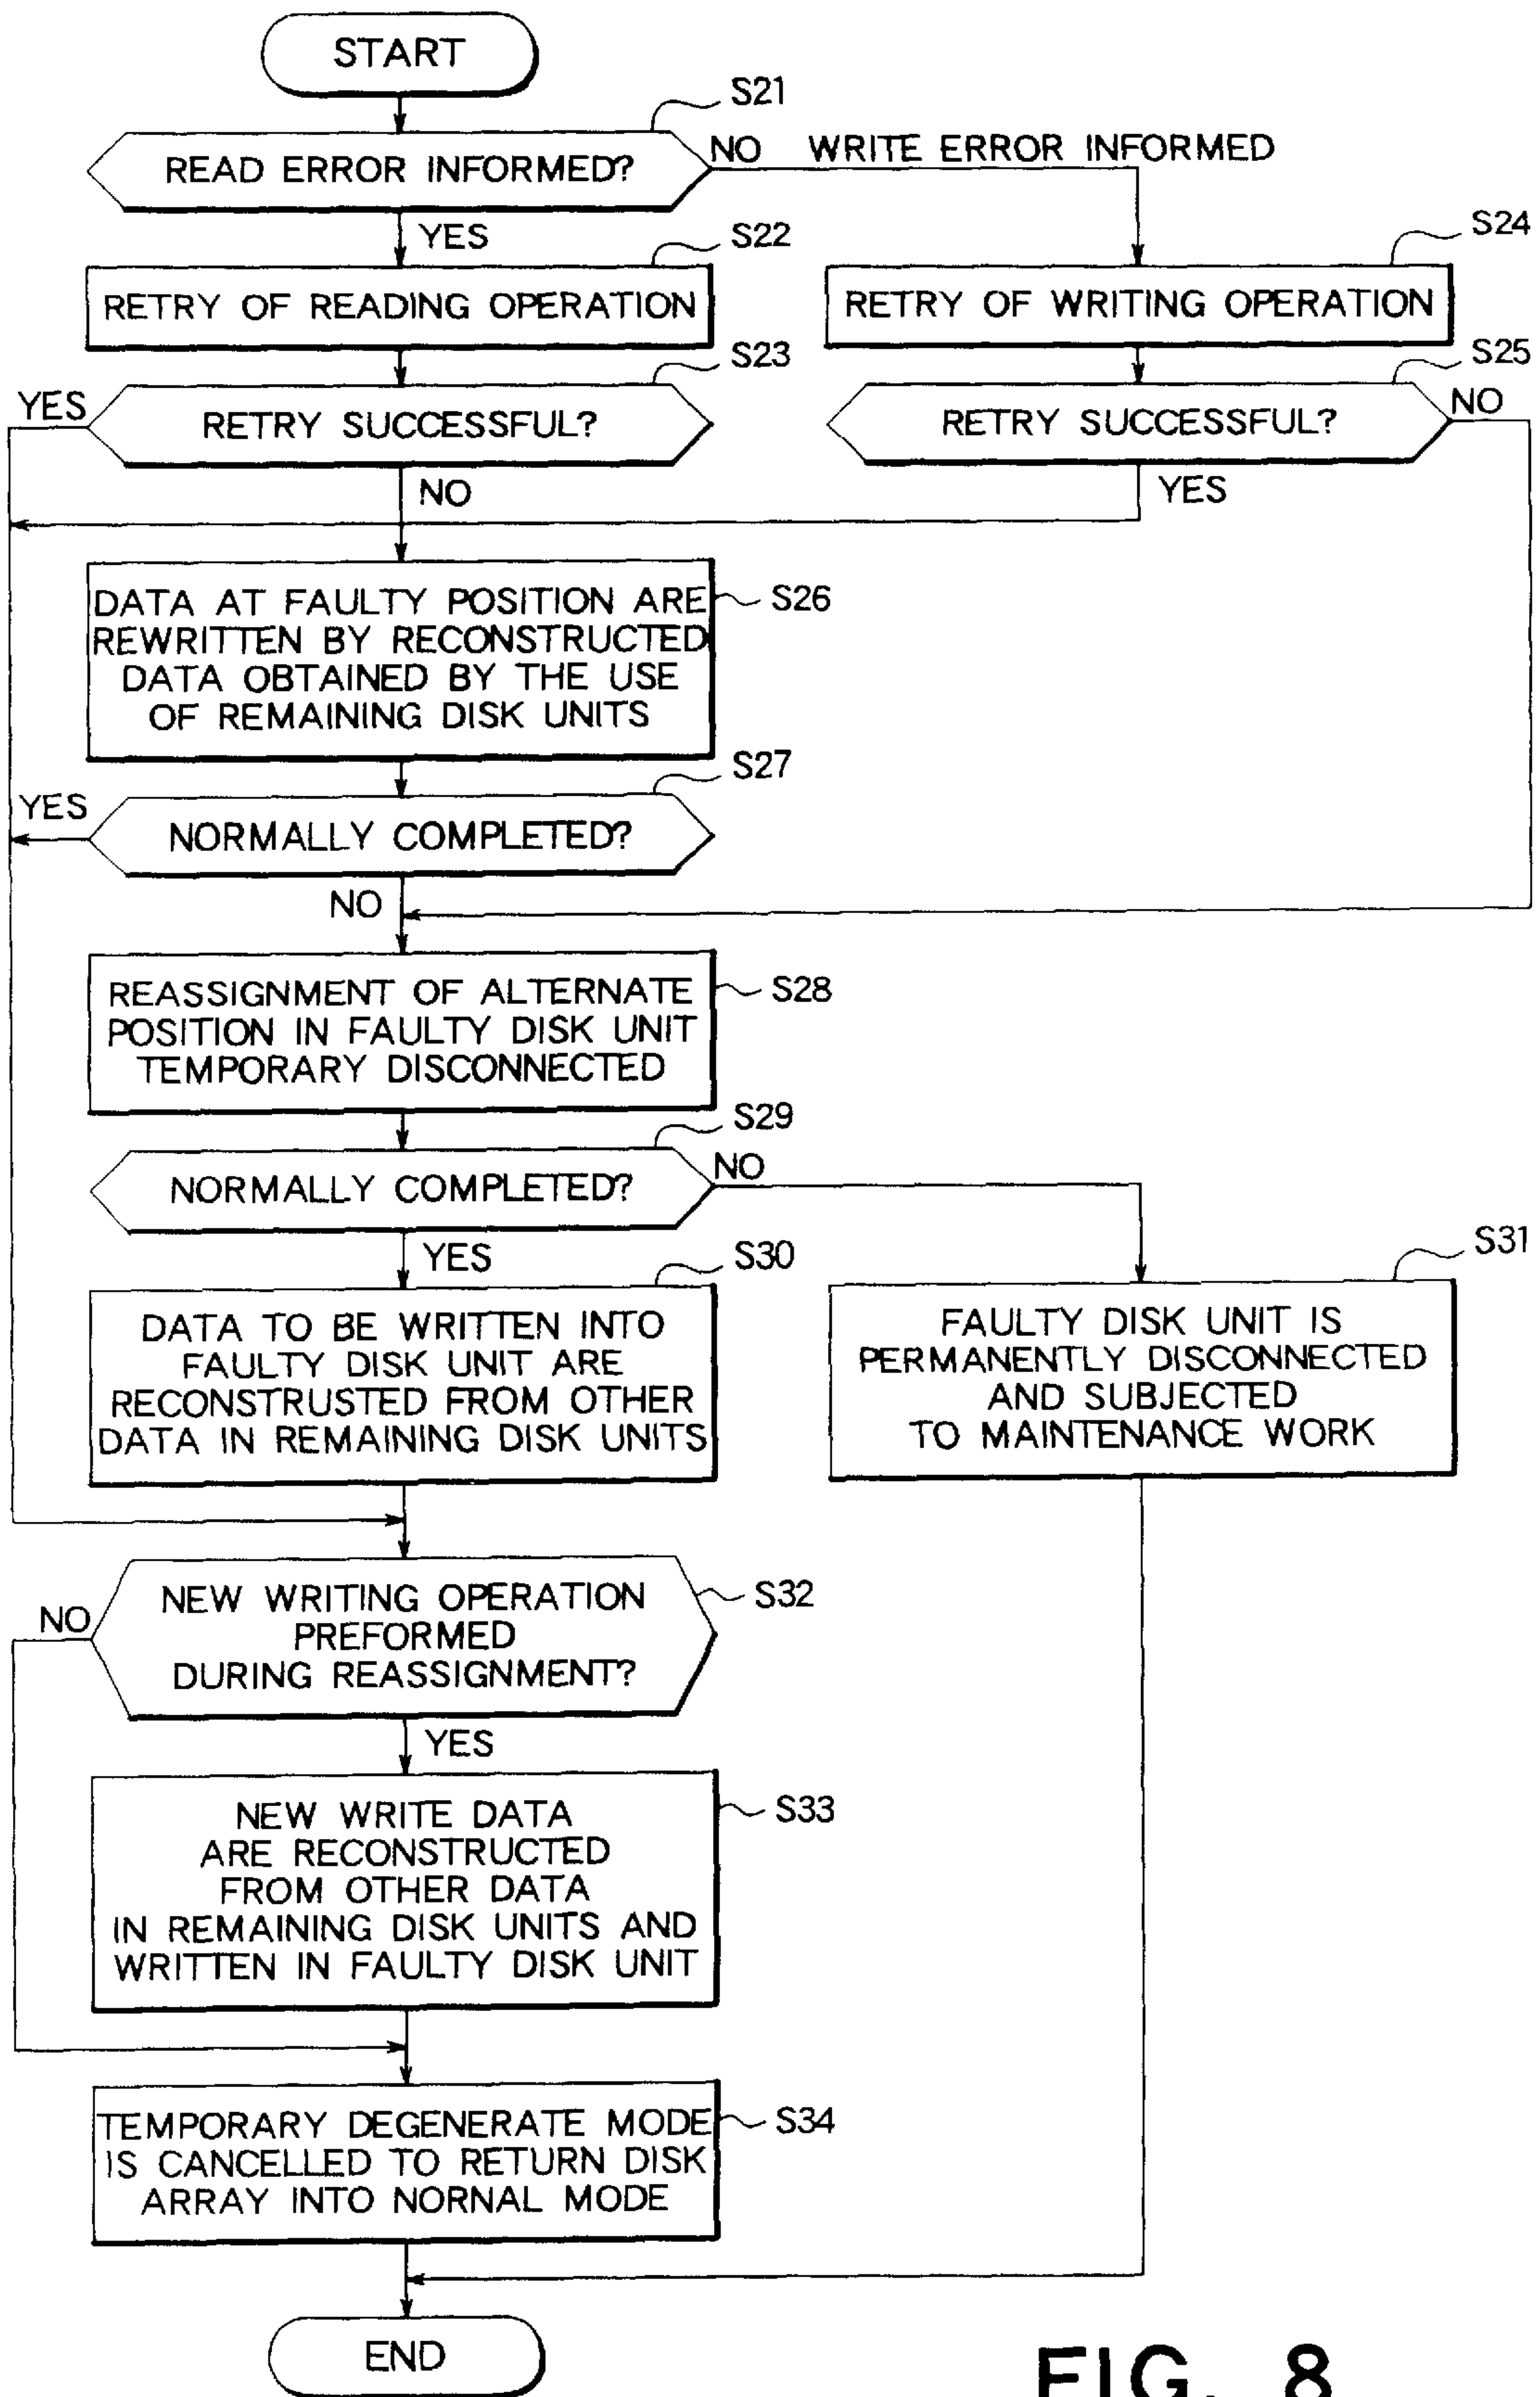 START
S21
READ ERROR INFORMED?
NO WRITE ERROR INFORMED
YES
S22
S24
RETRY OF READING OPERATION
RETRY OF WRITING OPERATION
S23
S25
YES
RETRY SUCCESSFUL?
RETRY SUCCESSFUL?
NO
NO
YES
DATA AT FAULTY POSITION ARE
REWRITTEN BY RECONSTRUCTED
DATA OBTAINED BY THE USE
OF REMAINING DISK UNITS
S26
S27
YES
NORMALLY COMPLETED?
NO
REASSIGNMENT OF ALTERNATE
POSITION IN FAULTY DISK UNIT
TEMPORARY DISCONNECTED
S28
S29
NORMALLY COMPLETED?
NO
YES
S30
S31
DATA TO BE WRITTEN INTO
FAULTY DISK UNIT ARE
RECONSTRUSTED FROM OTHER
DATA IN REMAINING DISK UNITS
FAULTY DISK UNIT IS
PERMANENTLY DISCONNECTED
AND SUBJECTED
TO MAINTENANCE WORK
NEW WRITING OPERATION
PREFORMED
DURING REASSIGNMENT?
S32
NO
YES
NEW WRITE DATA
ARE RECONSTRUCTED
FROM OTHER DATA
IN REMAINING DISK UNITS AND
WRITTEN IN FAULTY DISK UNIT
S33
TEMPORARY DEGENERATE MODE
IS CANCELLED TO RETURN DISK
ARRAY INTO NORNAL MODE
S34
END
FIG. 8